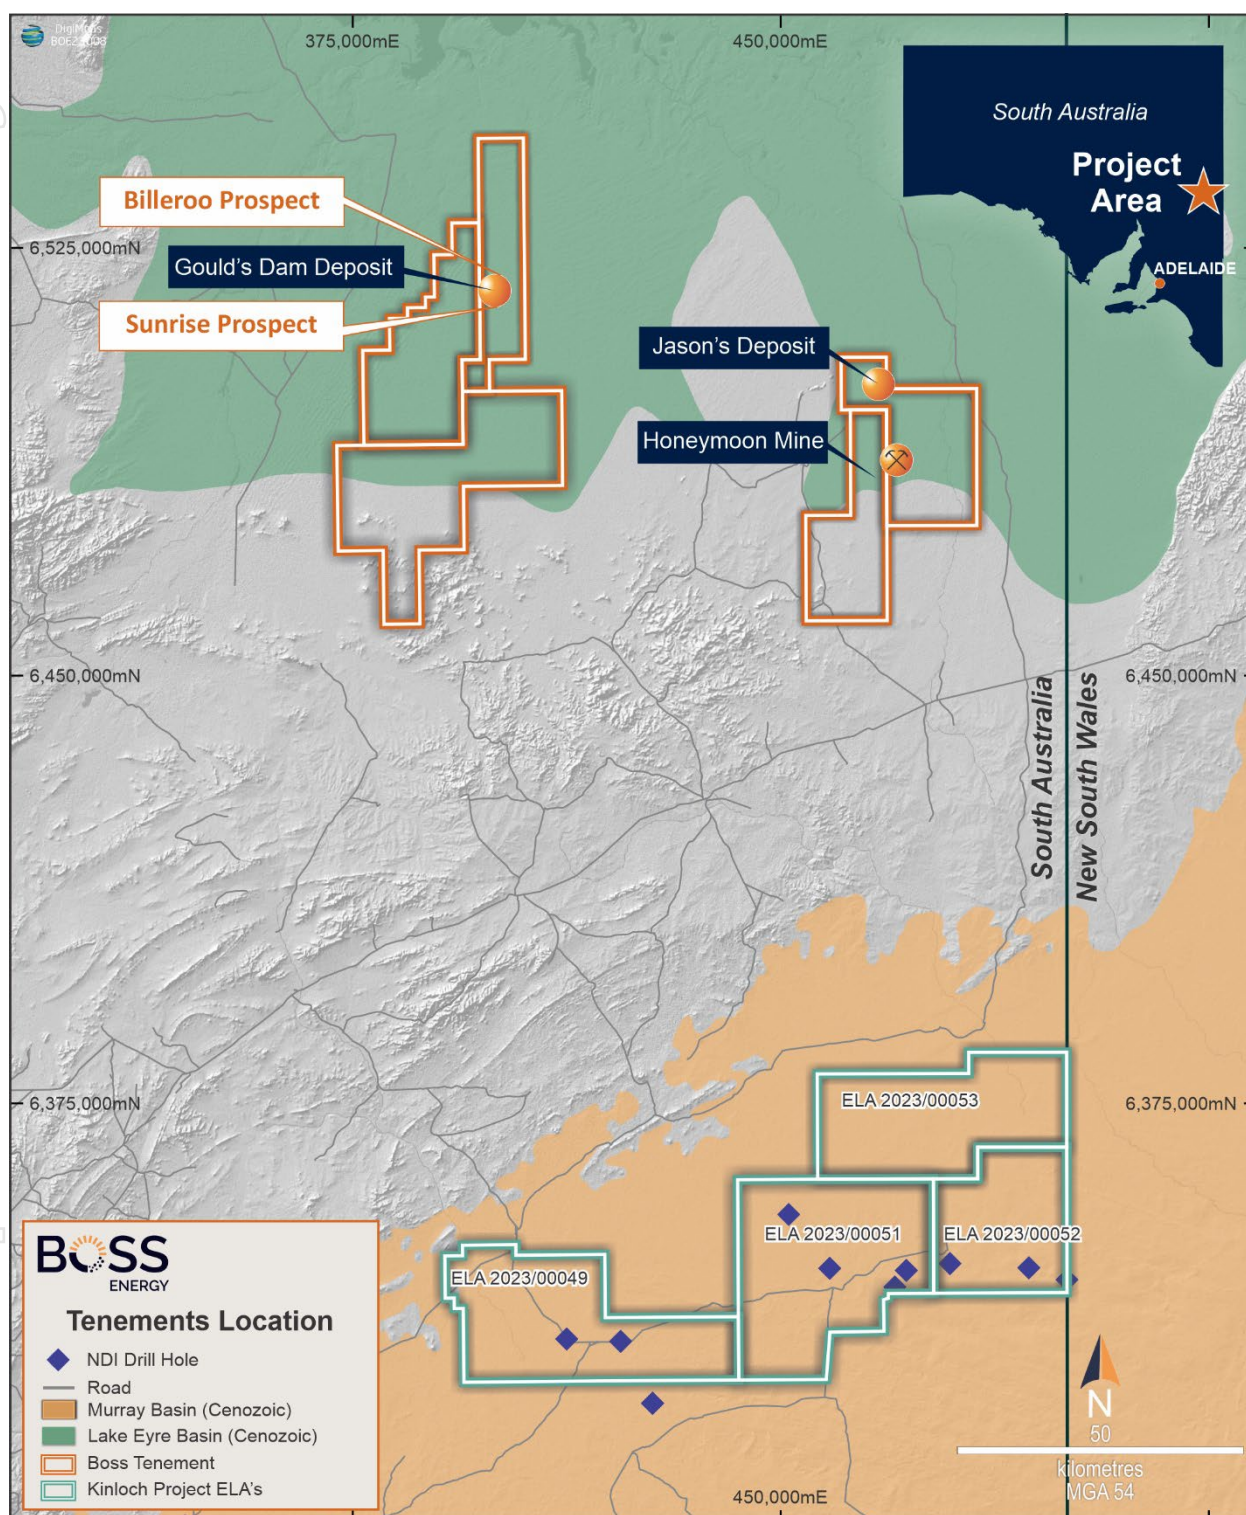 DigiMaps
BOE23008
375,000mE
450,000mE
South Australia
Project
Area
ADELAIDE
Billeroo Prospect
6,525,000mN
Gould's Dam Deposit
Sunrise Prospect
Jason's Deposit
Honeymoon Mine
6,450,000mN
6,450,000mN
South Australia
New South Wales
6,375,000mN
6,375,000mN
ELA 2023/00053
ELA 2023/00051
ELA 2023/00052
ELA 2023/00049
BOSS
ENERGY
Tenements Location
NDI Drill Hole
Road
Murray Basin (Cenozoic)
Lake Eyre Basin (Cenozoic)
Boss Tenement
Kinloch Project ELA's
N
50
kilometres
MGA 54
450,000mE